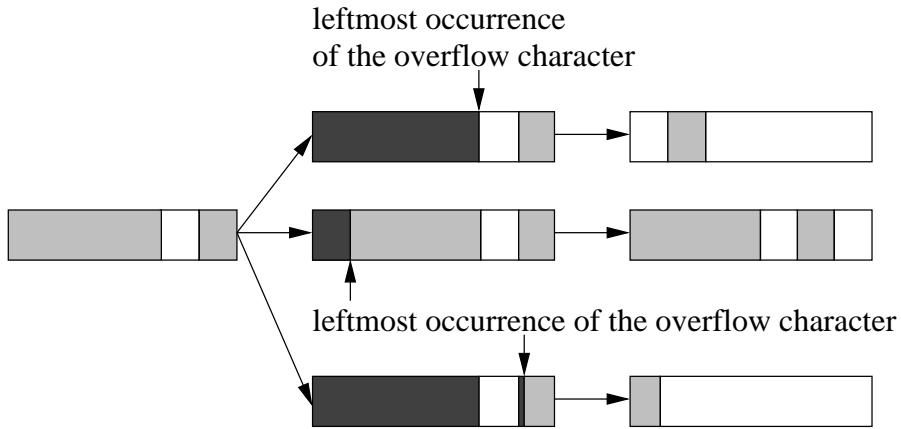 leftmost occurrence
of the overflow character
leftmost occurrence of the overflow character